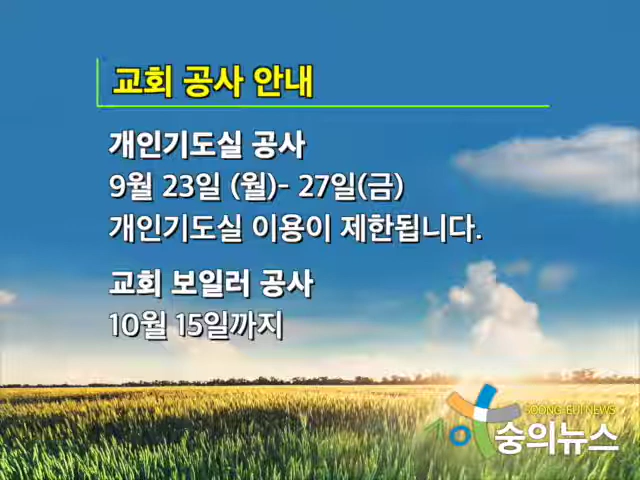 교회 공사 안내
개인기도실 공사
9월 23일 (월)- 27일(금)
개인기도실 이용이 제한됩니다.
교회 보일러 공사
10월 15일까지
SOONG-EUI NEWS
숭의뉴스